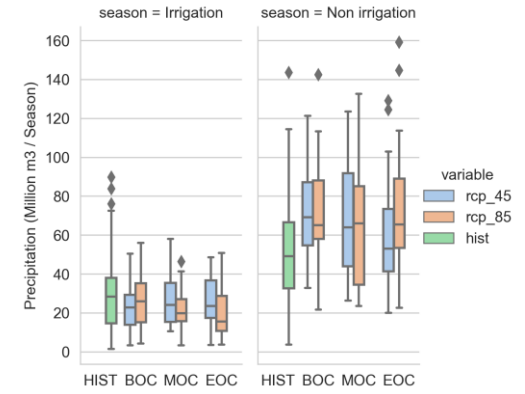 season = Irrigation
season = Non irrigation
Precipitation (Million m3 / Season)
160
140
120
100
80
60
40
20
0
HIST BOC MOC EOC
HIST BOC MOC EOC
variable
rcp_45
rcp_85
hist